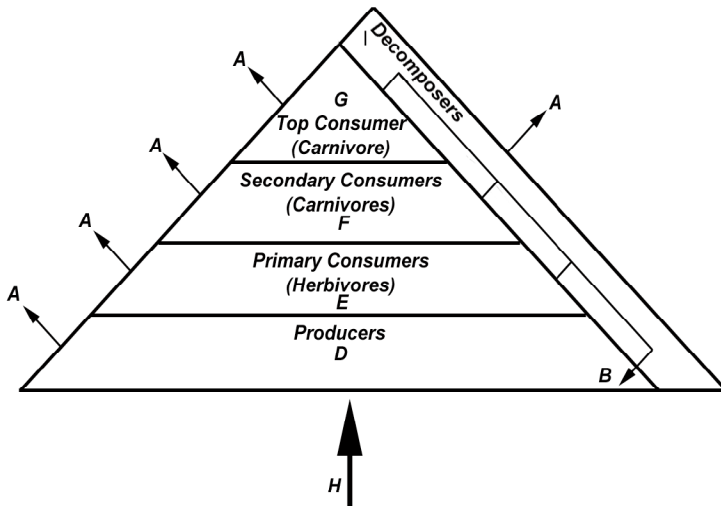 A
A
A
A
A
I
Decomposers
G
Top Consumer
(Carnivore)
Secondary Consumers
(Carnivores)
F
Primary Consumers
(Herbivores)
E
Producers
D
B
H